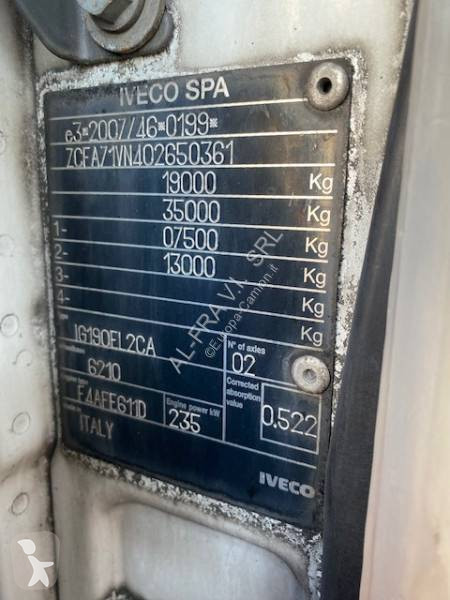 IVECO SPA
e3*2007/46*0199*
ZCFA71VN402650361
19000 Kg
35000 Kg
1- 07500 Kg
2- 13000 Kg
3- Kg
4- Kg
Type IG190EL2CA
N° of axles 02
6210
F4AFE611D
Engine power kW 235
Corrected absorption value 0.522
ITALY
IVECO
AL-FRA V.I. SRL
©Europa-Camion.it